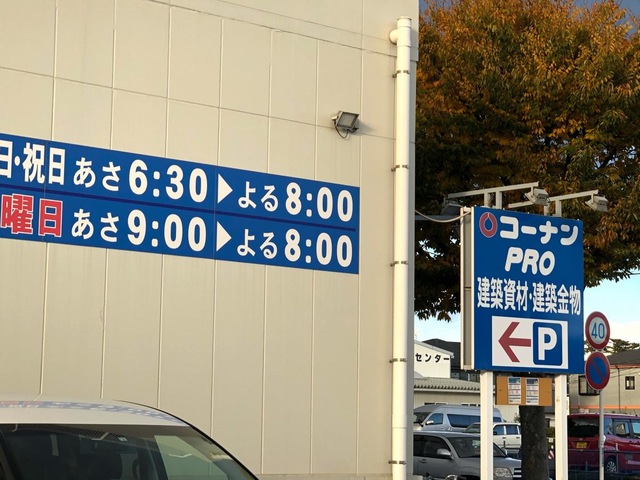 日・祝日 あさ6:30▶よる8:00
曜日 あさ9:00▶よる8:00
コーナン
PRO
建築資材・建築金物
← P
センター
40